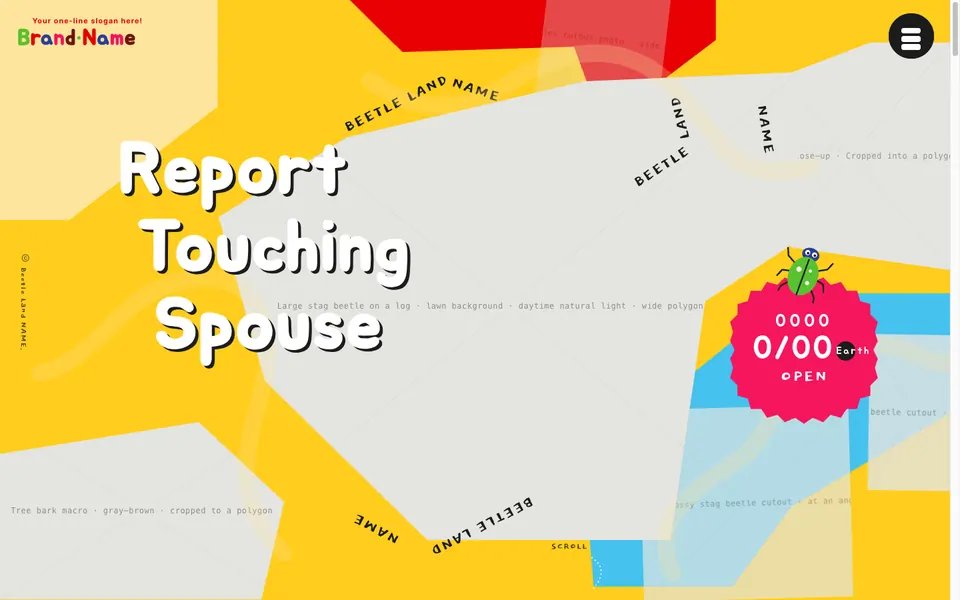 Your one-line slogan here!
Brand·Name
BEETLE LAND NAME
BEETLE LAND
NAME
ose-up · Cropped into a polyg
Report
Touching
Spouse
© Beetle Land NAME.
Large stag beetle on a log · lawn background · daytime natural light · wide polygon
0000
0/00 Earth
OPEN
beetle cutout ·
stag beetle cutout · at an an
Tree bark macro · gray-brown · cropped to a polygon
BEETLE LAND
NAME
SCROLL